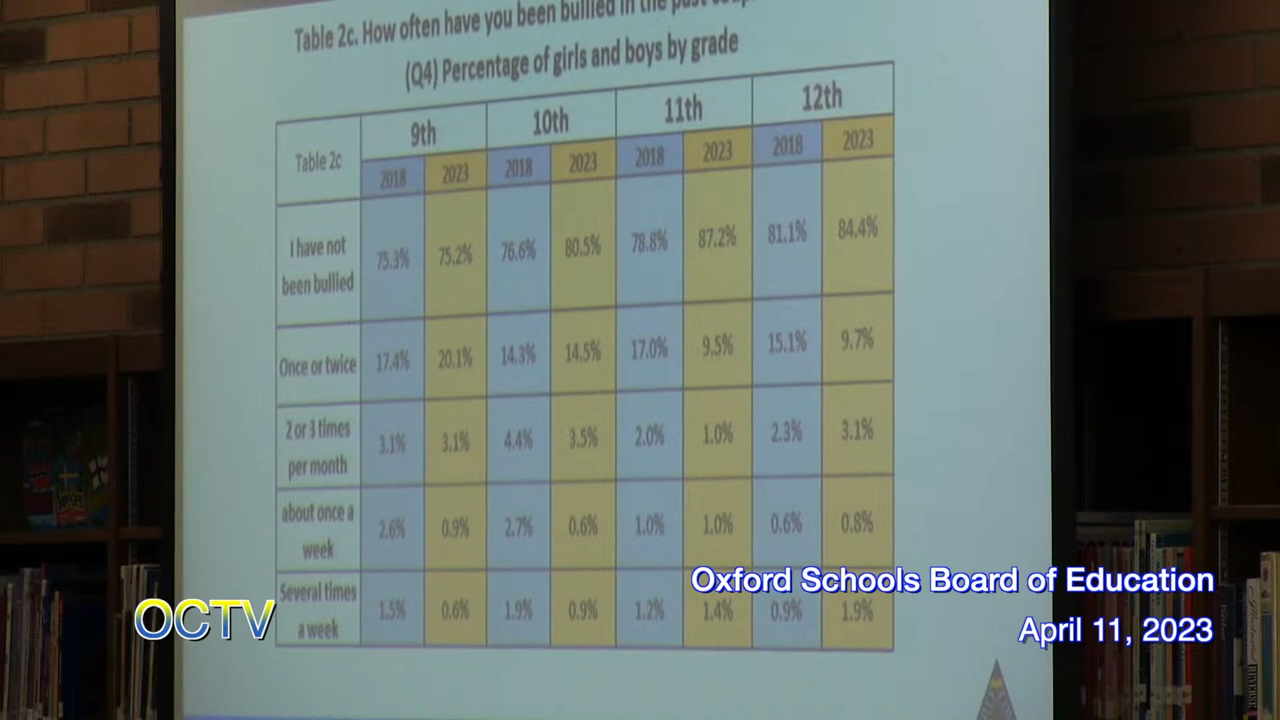 Table 2c. How often have you been bullied in the past
(Q4) Percentage of girls and boys by grade
Table 2c 9th 10th 11th 12th
2018 2023 2018 2023 2018 2023 2018 2023
I have not been bullied 75.3% 75.2% 76.6% 80.5% 78.8% 87.2% 81.1% 84.4%
Once or twice 17.4% 20.1% 14.3% 14.5% 17.0% 9.5% 15.1% 9.7%
2 or 3 times per month 3.1% 3.1% 4.4% 3.5% 2.0% 1.0% 2.3% 3.1%
about once a week 2.6% 0.9% 2.7% 0.6% 1.0% 1.0% 0.6% 0.8%
Several times a week 1.5% 0.6% 1.9% 0.9% 1.2% 1.4% 0.9% 1.9%
Oxford Schools Board of Education
OCTV
April 11, 2023